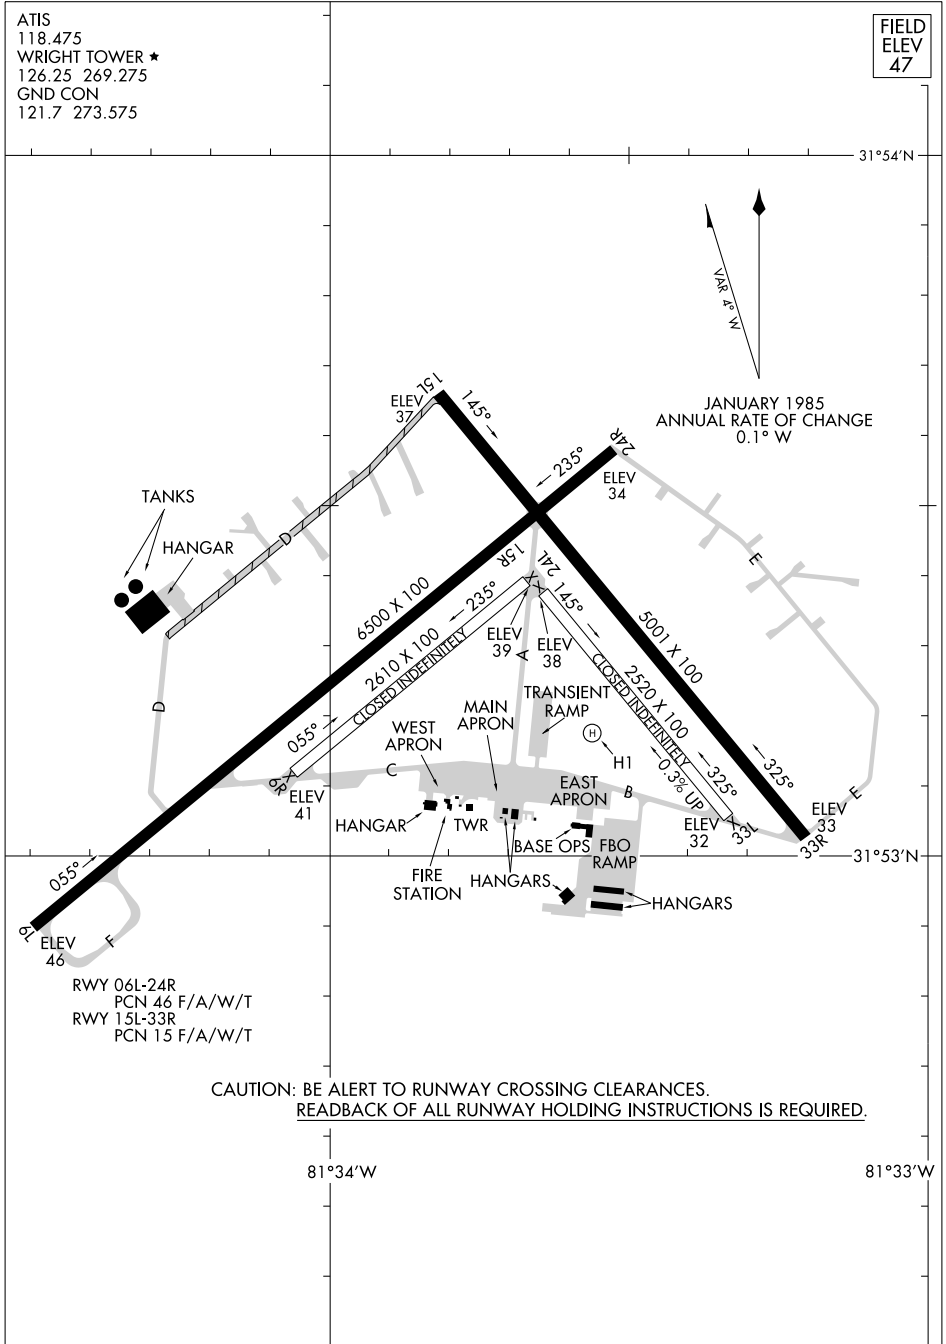 ATIS
118.475
WRIGHT TOWER ★
126.25 269.275
GND CON
121.7 273.575
FIELD
ELEV
47
31°54'N
VAR 4° W
JANUARY 1985
ANNUAL RATE OF CHANGE
0.1° W
15L
ELEV
37
145°
24R
235°
ELEV
34
TANKS
HANGAR
D
E
15R
24L
6500 X 100
235°
145°
5001 X 100
2610 X 100
CLOSED INDEFINITELY
ELEV
39
A
ELEV
38
2520 X 100
CLOSED INDEFINITELY
TRANSIENT
RAMP
MAIN
APRON
WEST
APRON
D
055°
H
H1
C
6R
ELEV
41
EAST
APRON
B
0.3% UP
325°
325°
E
ELEV
33
33R
33L
ELEV
32
HANGAR
TWR
BASE OPS
FBO
RAMP
31°53'N
055°
FIRE
STATION
HANGARS
HANGARS
6L
ELEV
46
F
RWY 06L-24R
PCN 46 F/A/W/T
RWY 15L-33R
PCN 15 F/A/W/T
CAUTION: BE ALERT TO RUNWAY CROSSING CLEARANCES.
READBACK OF ALL RUNWAY HOLDING INSTRUCTIONS IS REQUIRED.
81°34'W
81°33'W